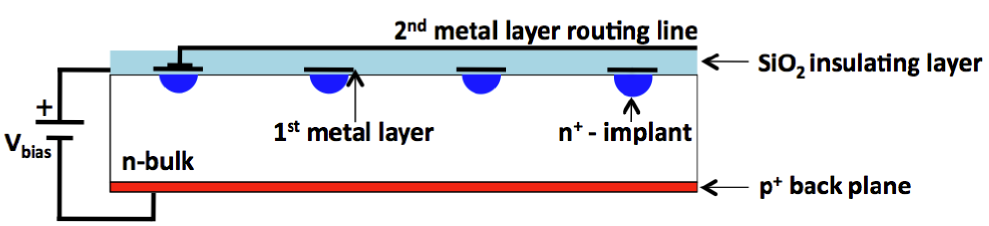 2nd metal layer routing line
SiO2 insulating layer
+
Vbias
1st metal layer
n+ - implant
n-bulk
p+ back plane